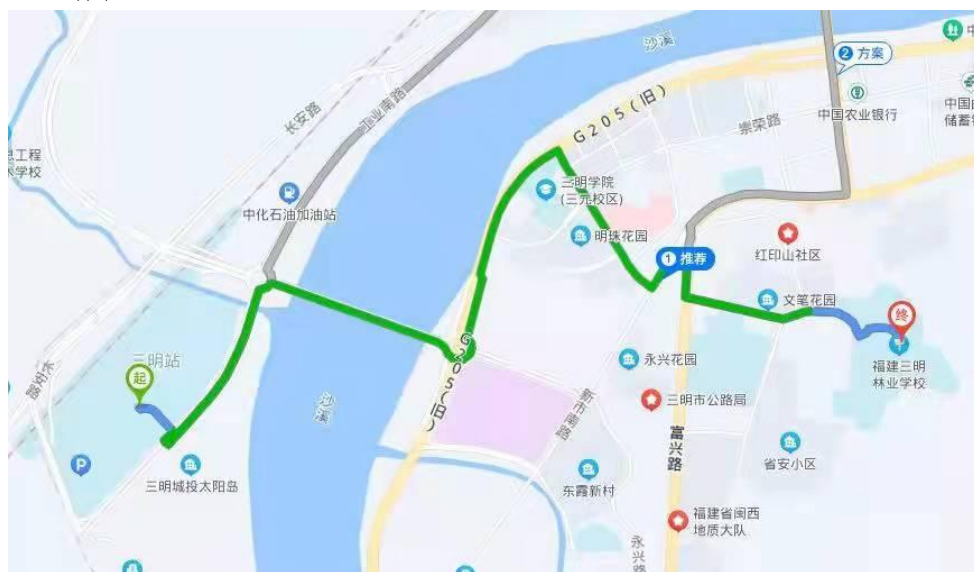 沙溪
2 方案
中国农业银行
中国
储蓄
长安路
工业南路
G205(旧)
崇荣路
息工程
学校
中化石油加油站
三明学院
(三元校区)
明珠花园
1 推荐
红印山社区
文笔花园
终
福建三明
林业学校
三明站
起
沙溪
G205(旧)
永兴花园
三明市公路局
新市南路
富兴路
省安小区
P
三明城投太阳岛
东霞新村
福建省闽西
地质大队
永兴